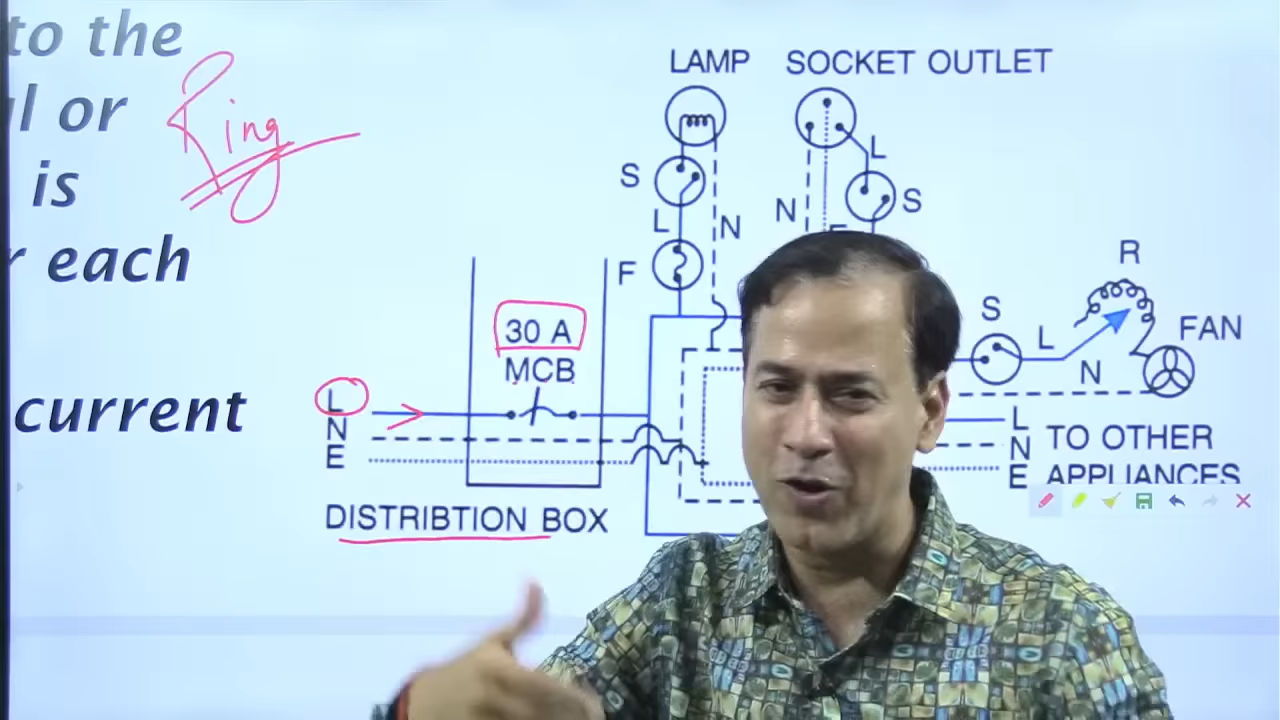 to the
l or
Ring
is
r each
current
LAMP
SOCKET OUTLET
S
L
N
F
N
L
S
30 A
MCB
L
N
E
DISTRIBTION BOX
S
L
R
N
FAN
L
N
E
TO OTHER
APPLIANCES